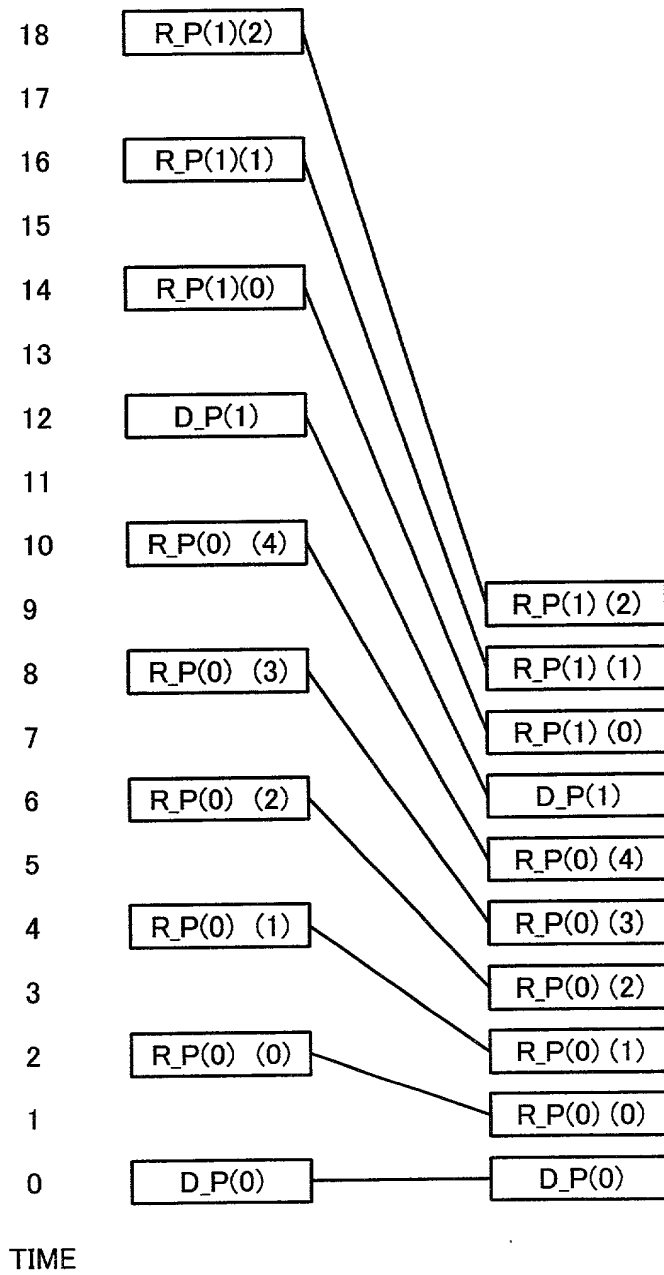 18 R_P(1)(2)
17
16 R_P(1)(1)
15
14 R_P(1)(0)
13
12 D_P(1)
11
10 R_P(0) (4)
9 R_P(1) (2)
8 R_P(0) (3) R_P(1) (1)
7 R_P(1) (0)
6 R_P(0) (2) D_P(1)
5 R_P(0) (4)
4 R_P(0) (1) R_P(0) (3)
3 R_P(0) (2)
2 R_P(0) (0) R_P(0) (1)
1 R_P(0) (0)
0 D_P(0) D_P(0)
TIME